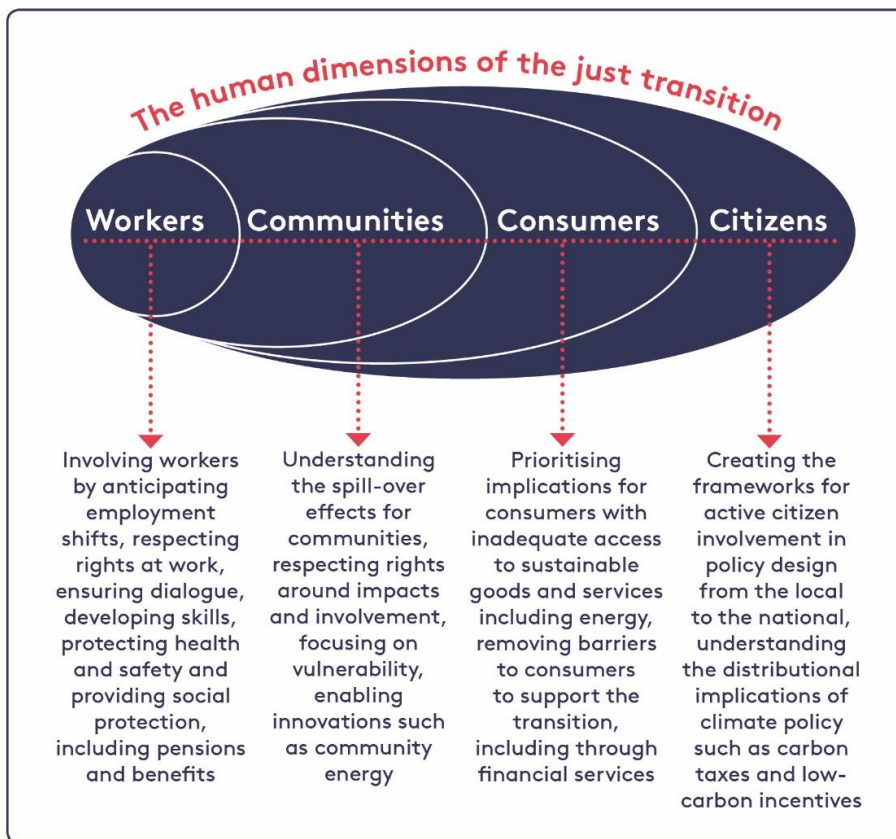 The human dimensions of the just transition
Workers
Communities
Consumers
Citizens
Involving workers
by anticipating
employment
shifts, respecting
rights at work,
ensuring dialogue,
developing skills,
protecting health
and safety and
providing social
protection,
including pensions
and benefits
Understanding
the spill-over
effects for
communities,
respecting rights
around impacts
and involvement,
focusing on
vulnerability,
enabling
innovations such
as community
energy
Prioritising
implications for
consumers with
inadequate access
to sustainable
goods and services
including energy,
removing barriers
to consumers
to support the
transition,
including through
financial services
Creating the
frameworks for
active citizen
involvement in
policy design
from the local
to the national,
understanding
the distributional
implications of
climate policy
such as carbon
taxes and low-
carbon incentives